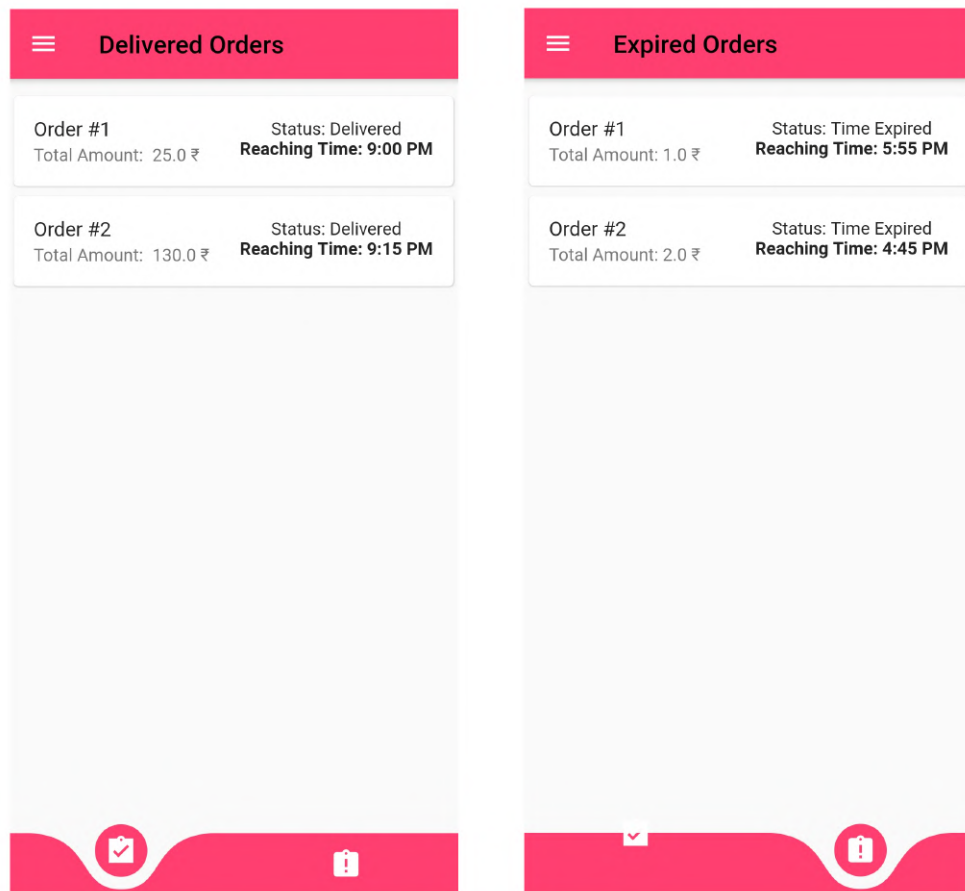 Delivered Orders
Order #1
Total Amount: 25.0 ₹
Status: Delivered
Reaching Time: 9:00 PM
Order #2
Total Amount: 130.0 ₹
Status: Delivered
Reaching Time: 9:15 PM
Expired Orders
Order #1
Total Amount: 1.0 ₹
Status: Time Expired
Reaching Time: 5:55 PM
Order #2
Total Amount: 2.0 ₹
Status: Time Expired
Reaching Time: 4:45 PM